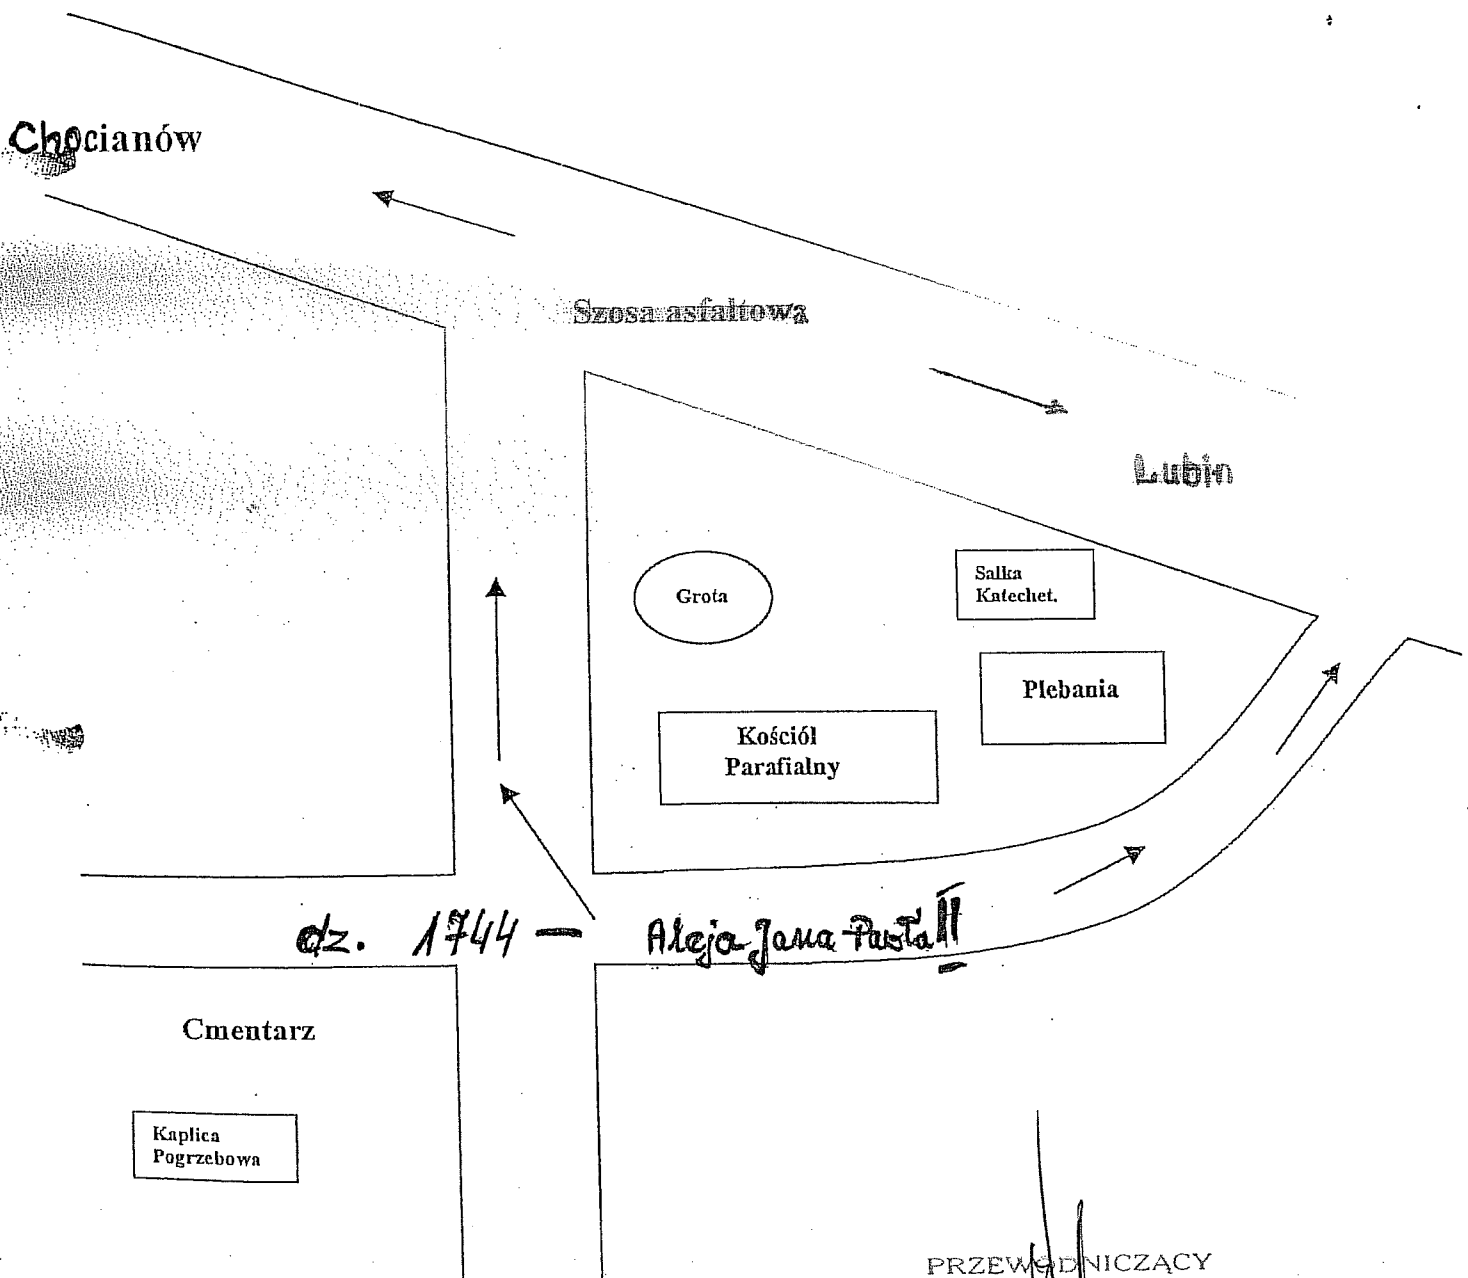 Chocianów
Szosa asfaltową
Lubin
Grota
Salka
Katechet.
Plebania
Kościół
Parafialny
dz. 1744 - Aleja Jana Pawła II
Cmentarz
Kaplica
Pogrzebowa
PRZEWODNICZĄCY